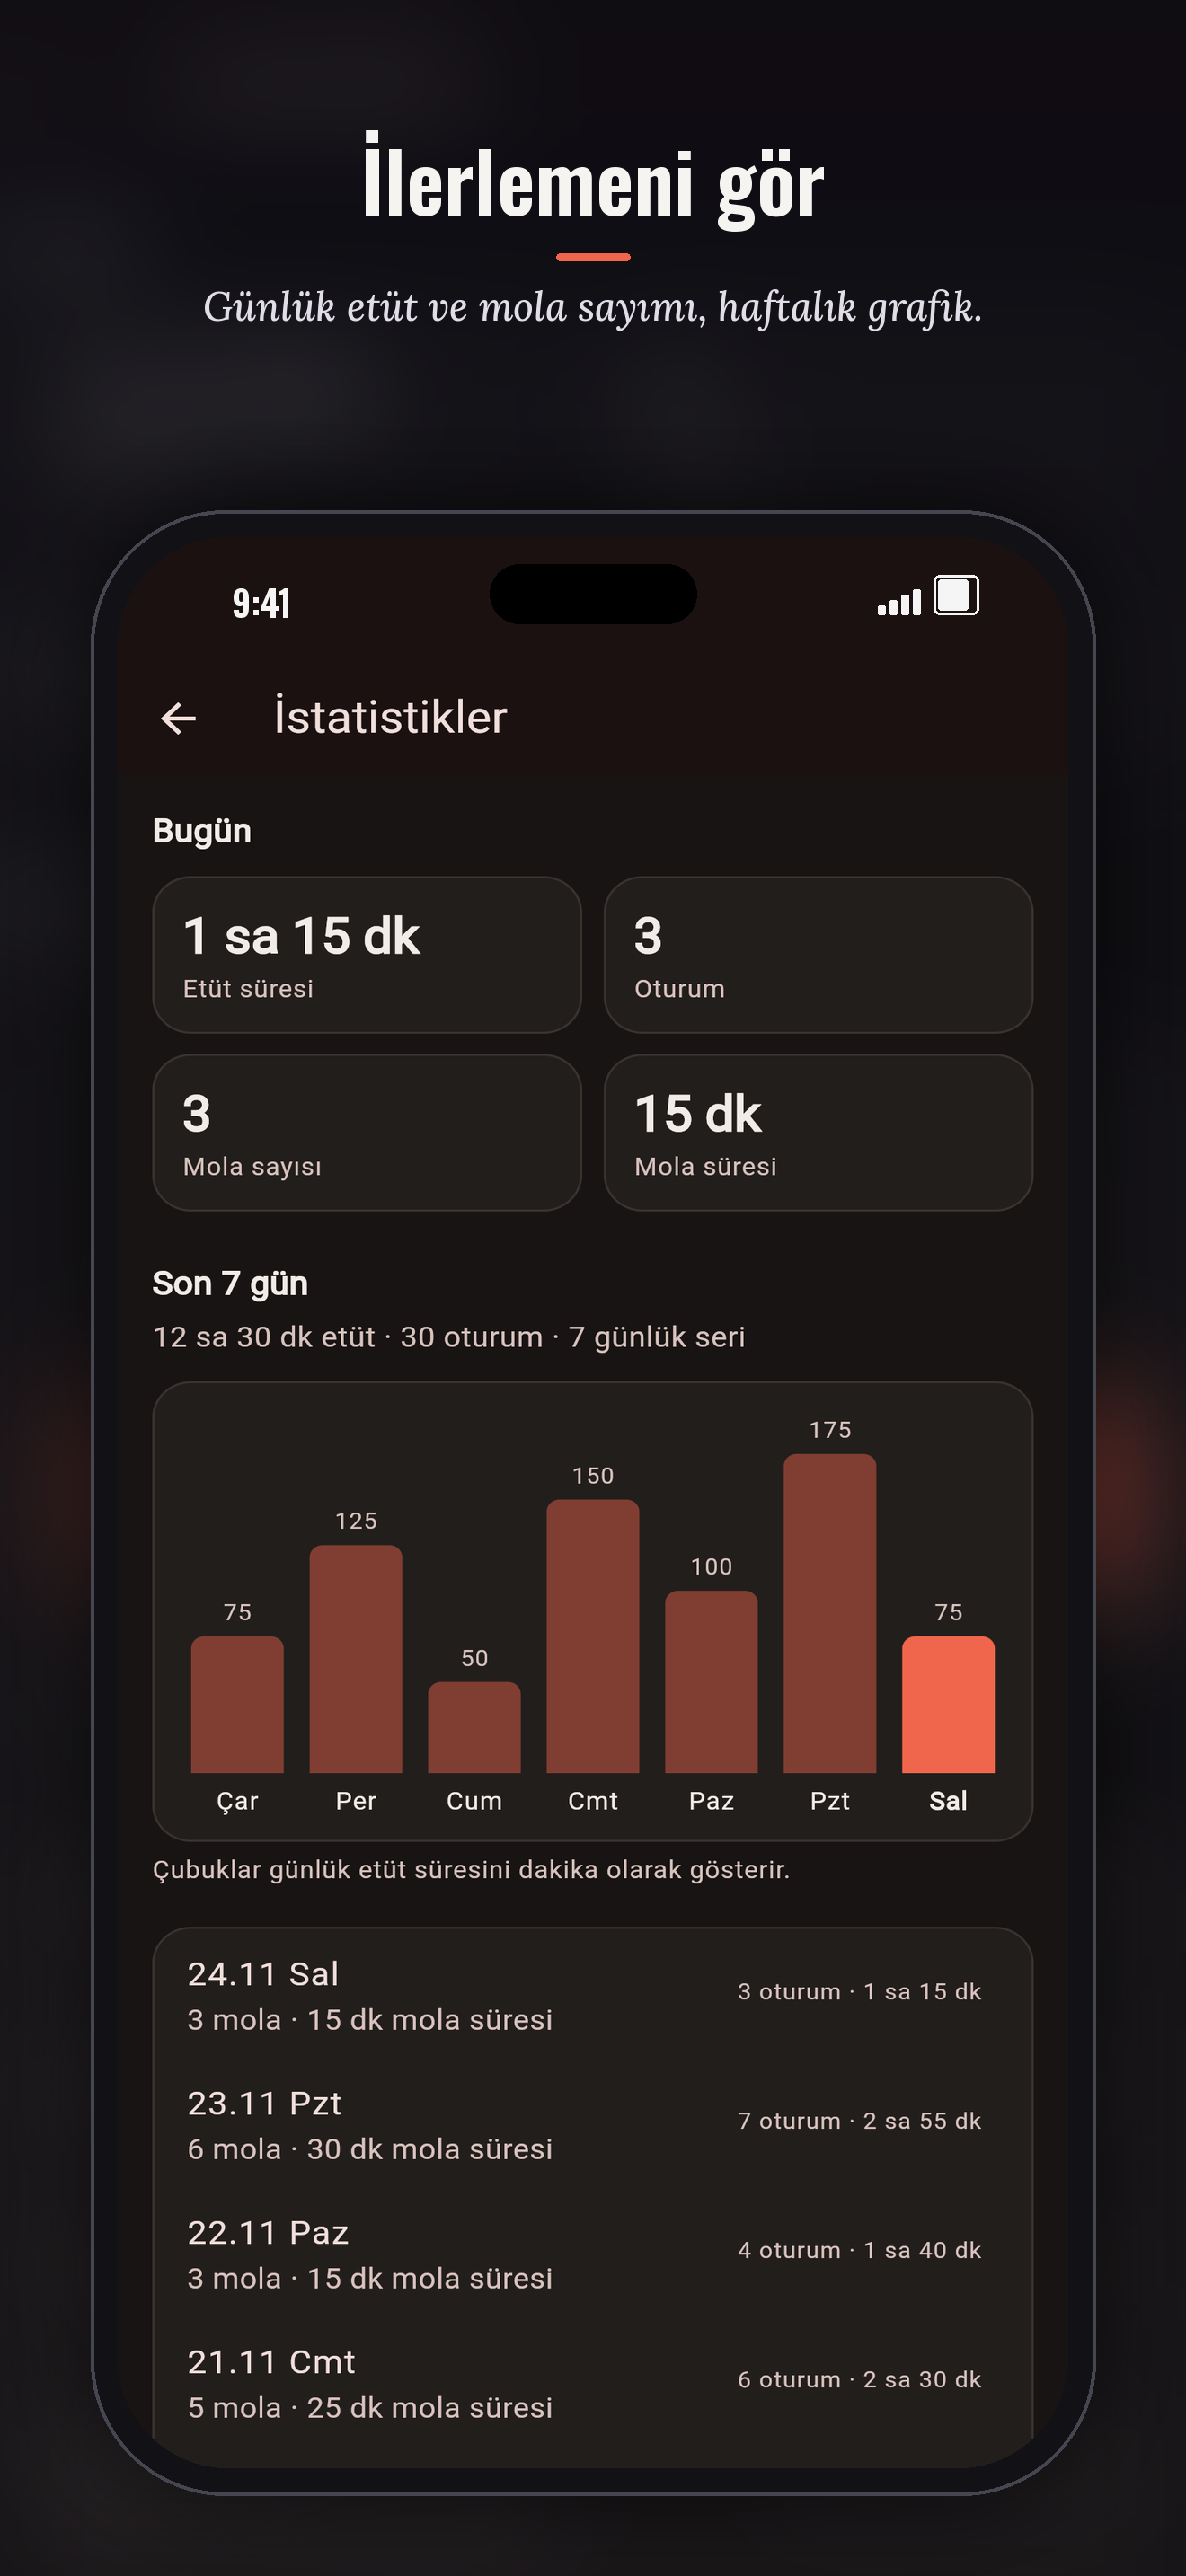 İlerlemeni gör
Günlük etüt ve mola sayımı, haftalık grafik.
9:41
İstatistikler
Bugün
1 sa 15 dk
Etüt süresi
3
Oturum
3
Mola sayısı
15 dk
Mola süresi
Son 7 gün
12 sa 30 dk etüt · 30 oturum · 7 günlük seri
75
125
50
150
100
175
75
Çar
Per
Cum
Cmt
Paz
Pzt
Sal
Çubuklar günlük etüt süresini dakika olarak gösterir.
24.11 Sal
3 mola · 15 dk mola süresi
3 oturum · 1 sa 15 dk
23.11 Pzt
6 mola · 30 dk mola süresi
7 oturum · 2 sa 55 dk
22.11 Paz
3 mola · 15 dk mola süresi
4 oturum · 1 sa 40 dk
21.11 Cmt
5 mola · 25 dk mola süresi
6 oturum · 2 sa 30 dk